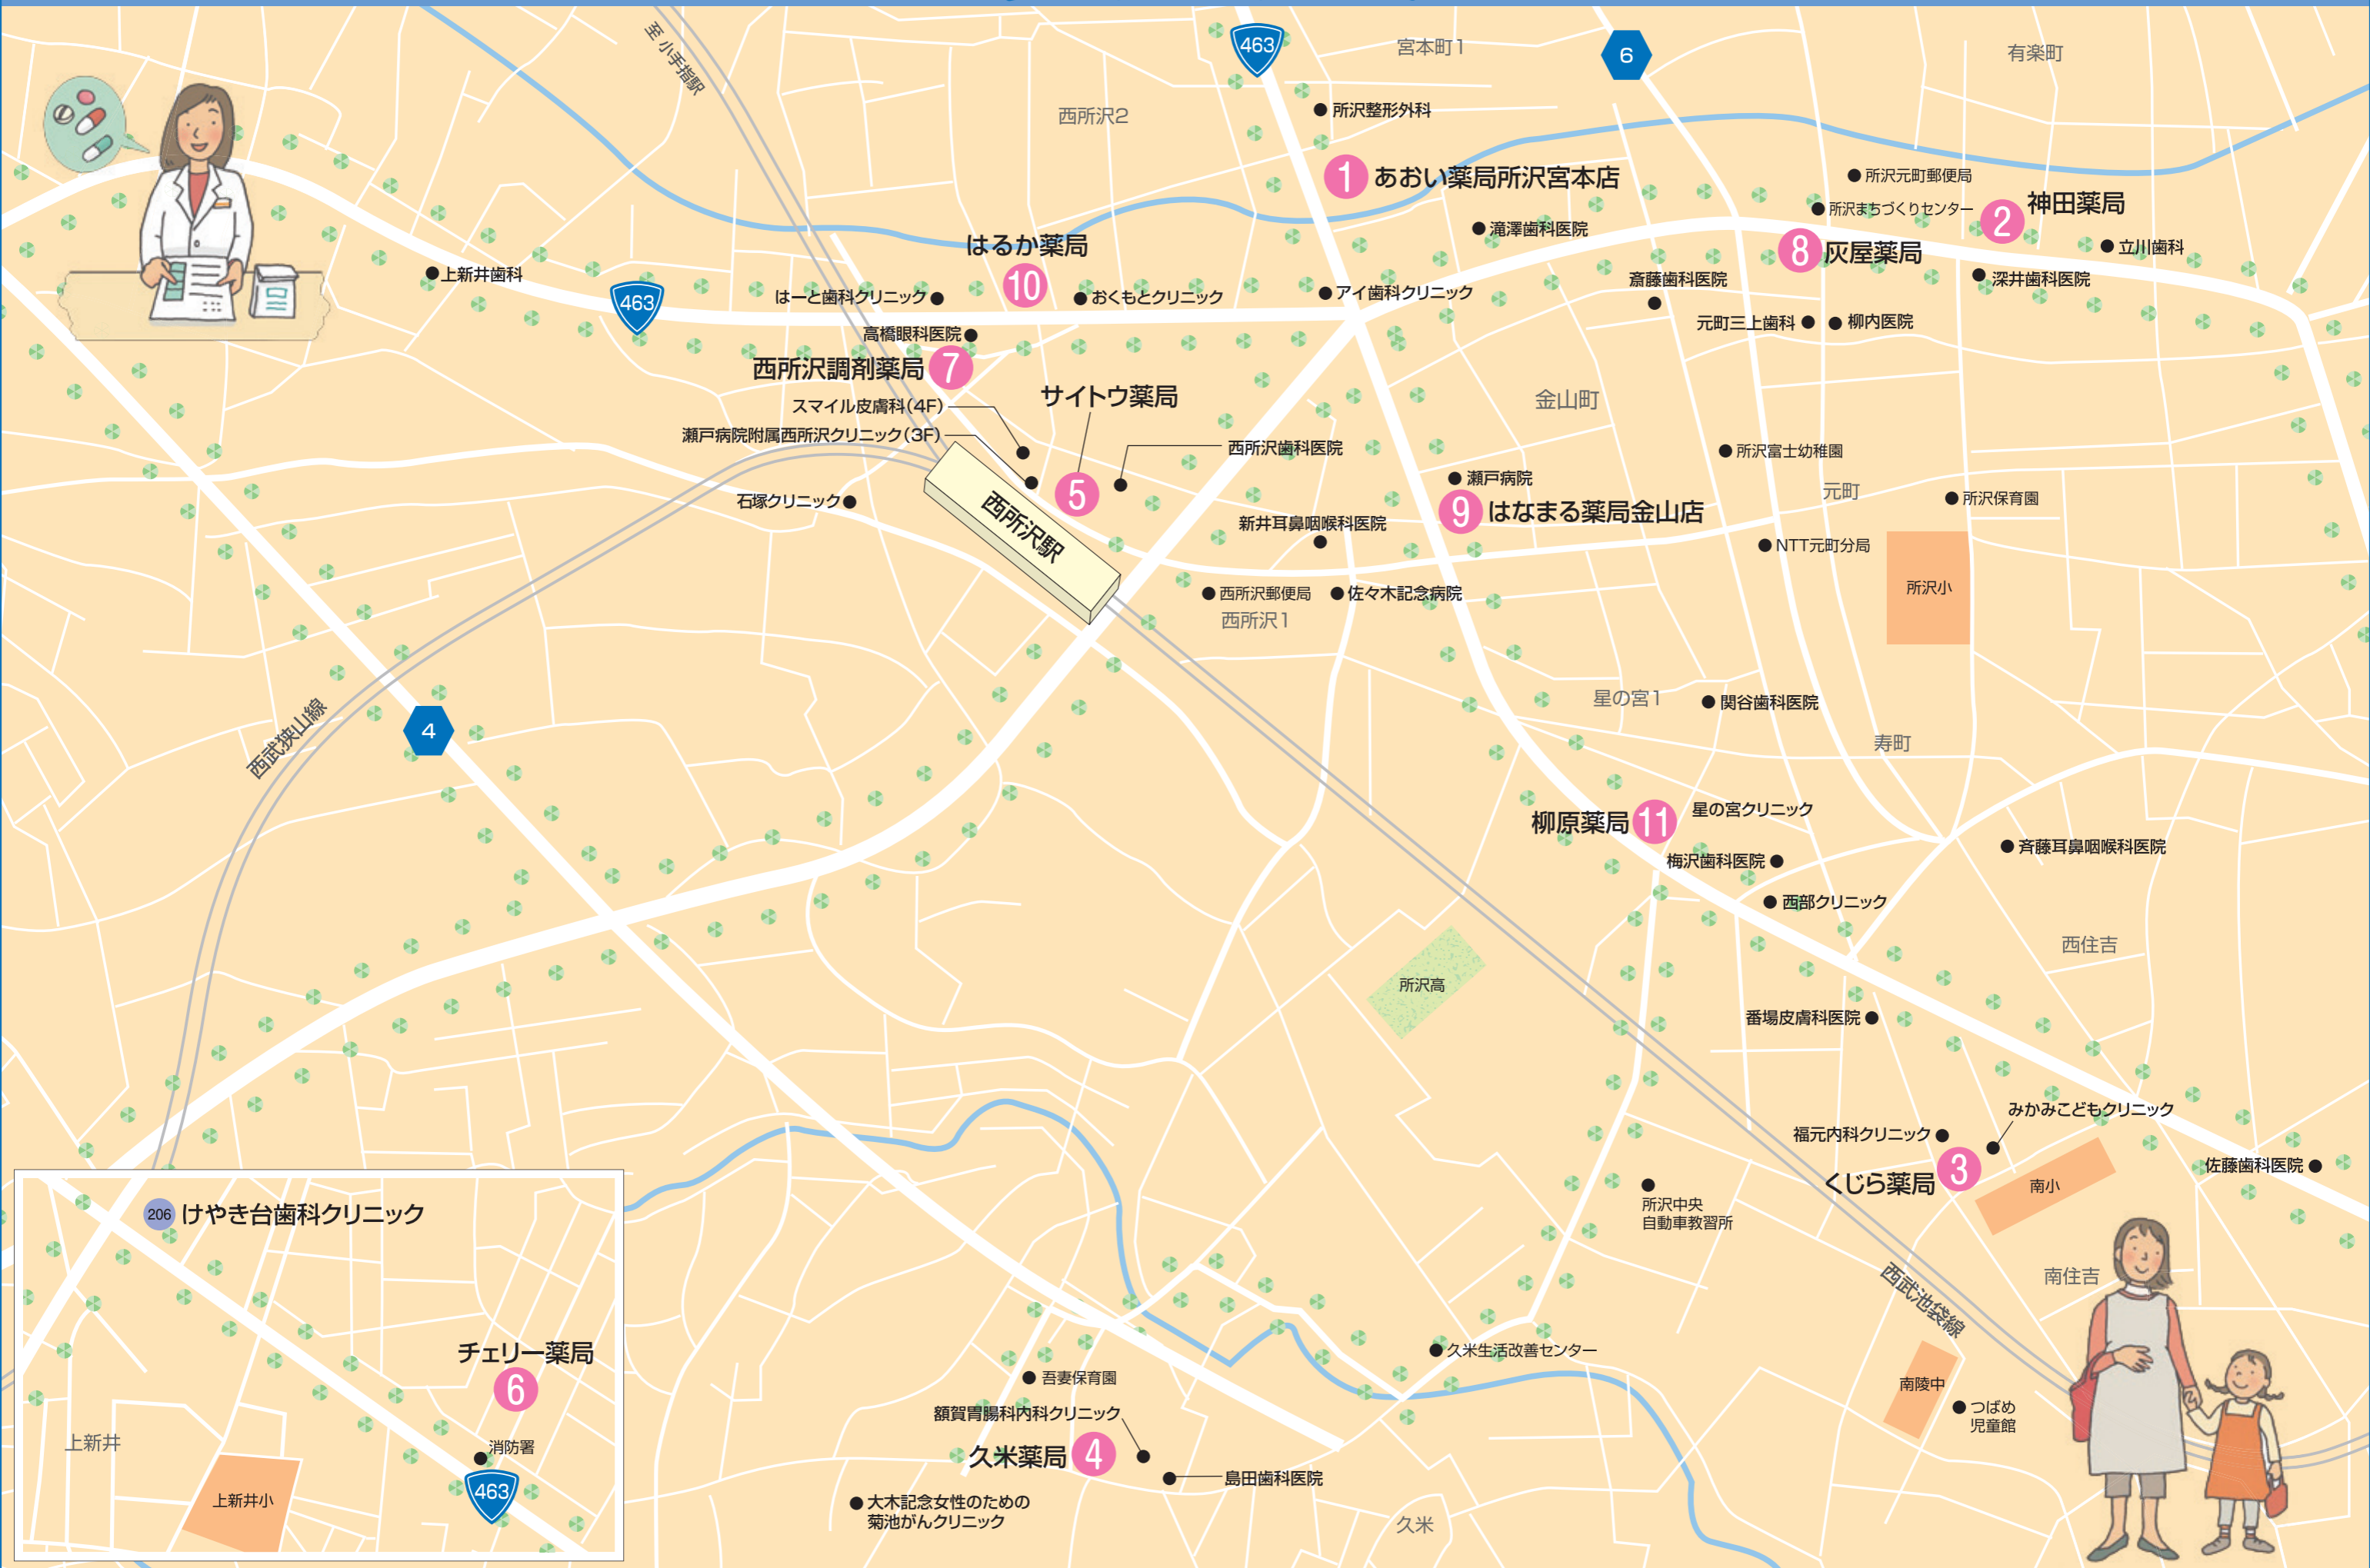 至 小手指駅
463
宮本町1
6
有楽町
西所沢2
所沢整形外科
1 あおい薬局所沢宮本店
所沢元町郵便局
所沢まちづくりセンター
2 神田薬局
滝澤歯科医院
8 灰屋薬局
立川歯科
はるか薬局
10
上新井歯科
463
はーと歯科クリニック
おくもとクリニック
アイ歯科クリニック
斎藤歯科医院
深井歯科医院
元町三上歯科
柳内医院
高橋眼科医院
西所沢調剤薬局 7
サイトウ薬局
スマイル皮膚科(4F)
瀬戸病院附属西所沢クリニック(3F)
西所沢歯科医院
金山町
所沢富士幼稚園
瀬戸病院
元町
所沢保育園
石塚クリニック
5
西所沢駅
新井耳鼻咽喉科医院
9 はなまる薬局金山店
NTT元町分局
所沢小
西所沢郵便局
佐々木記念病院
西所沢1
西武狭山線
4
星の宮1
関谷歯科医院
寿町
柳原薬局 11
星の宮クリニック
梅沢歯科医院
斉藤耳鼻咽喉科医院
西部クリニック
西住吉
所沢高
番場皮膚科医院
みかみこどもクリニック
福元内科クリニック
くじら薬局 3
佐藤歯科医院
南小
所沢中央
自動車教習所
南住吉
西武池袋線
206 けやき台歯科クリニック
チェリー薬局
6
上新井
消防署
463
上新井小
久米生活改善センター
吾妻保育園
額賀胃腸科内科クリニック
久米薬局 4
島田歯科医院
大木記念女性のための
菊池がんクリニック
久米
南陵中
つばめ
児童館